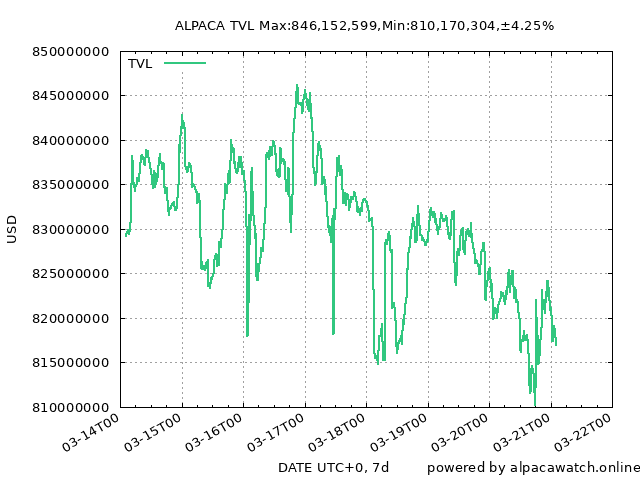 ALPACA TVL Max:846,152,599,Min:810,170,304,±4.25%
850000000
TVL
845000000
840000000
835000000
830000000
USD
825000000
820000000
815000000
810000000
03-14T00 03-15T00 03-16T00 03-17T00 03-18T00 03-19T00 03-20T00 03-21T00 03-22T00
DATE UTC+0, 7d powered by alpacawatch.online